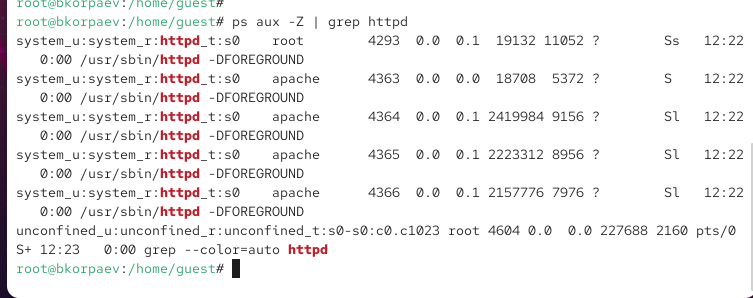 root@bkorpaev:/home/guest#
root@bkorpaev:/home/guest# ps aux -Z | grep httpd
system_u:system_r:httpd_t:s0    root        4293  0.0  0.1  19132 11052 ?        Ss   12:22
   0:00 /usr/sbin/httpd -DFOREGROUND
system_u:system_r:httpd_t:s0    apache      4363  0.0  0.0  18708  5372 ?        S    12:22
   0:00 /usr/sbin/httpd -DFOREGROUND
system_u:system_r:httpd_t:s0    apache      4364  0.0  0.1 2419984 9156 ?        Sl   12:22
   0:00 /usr/sbin/httpd -DFOREGROUND
system_u:system_r:httpd_t:s0    apache      4365  0.0  0.1 2223312 8956 ?        Sl   12:22
   0:00 /usr/sbin/httpd -DFOREGROUND
system_u:system_r:httpd_t:s0    apache      4366  0.0  0.1 2157776 7976 ?        Sl   12:22
   0:00 /usr/sbin/httpd -DFOREGROUND
unconfined_u:unconfined_r:unconfined_t:s0-s0:c0.c1023 root 4604 0.0  0.0 227688 2160 pts/0
S+ 12:23   0:00 grep --color=auto httpd
root@bkorpaev:/home/guest#